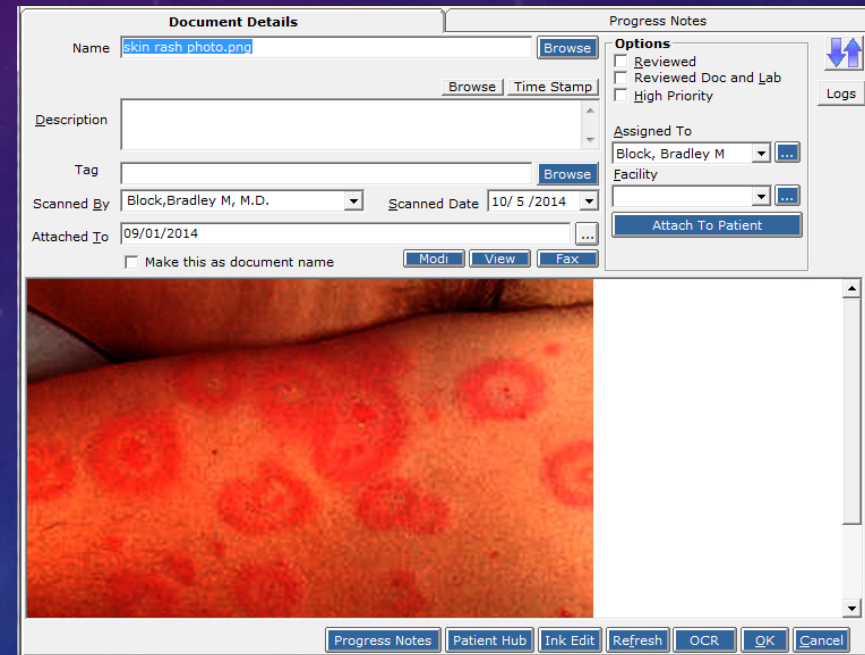 Document Details
Progress Notes
Name
skin rash photo.png
Browse
Options
Reviewed
Reviewed Doc and Lab
High Priority
Logs
Browse
Time Stamp
Description
Assigned To
Block, Bradley M
...
Tag
Browse
Facility
...
Scanned By
Block,Bradley M, M.D.
Scanned Date
10/ 5 /2014
Attach To Patient
Attached To
09/01/2014
...
Make this as document name
Modi
View
Fax
Progress Notes
Patient Hub
Ink Edit
Refresh
OCR
OK
Cancel